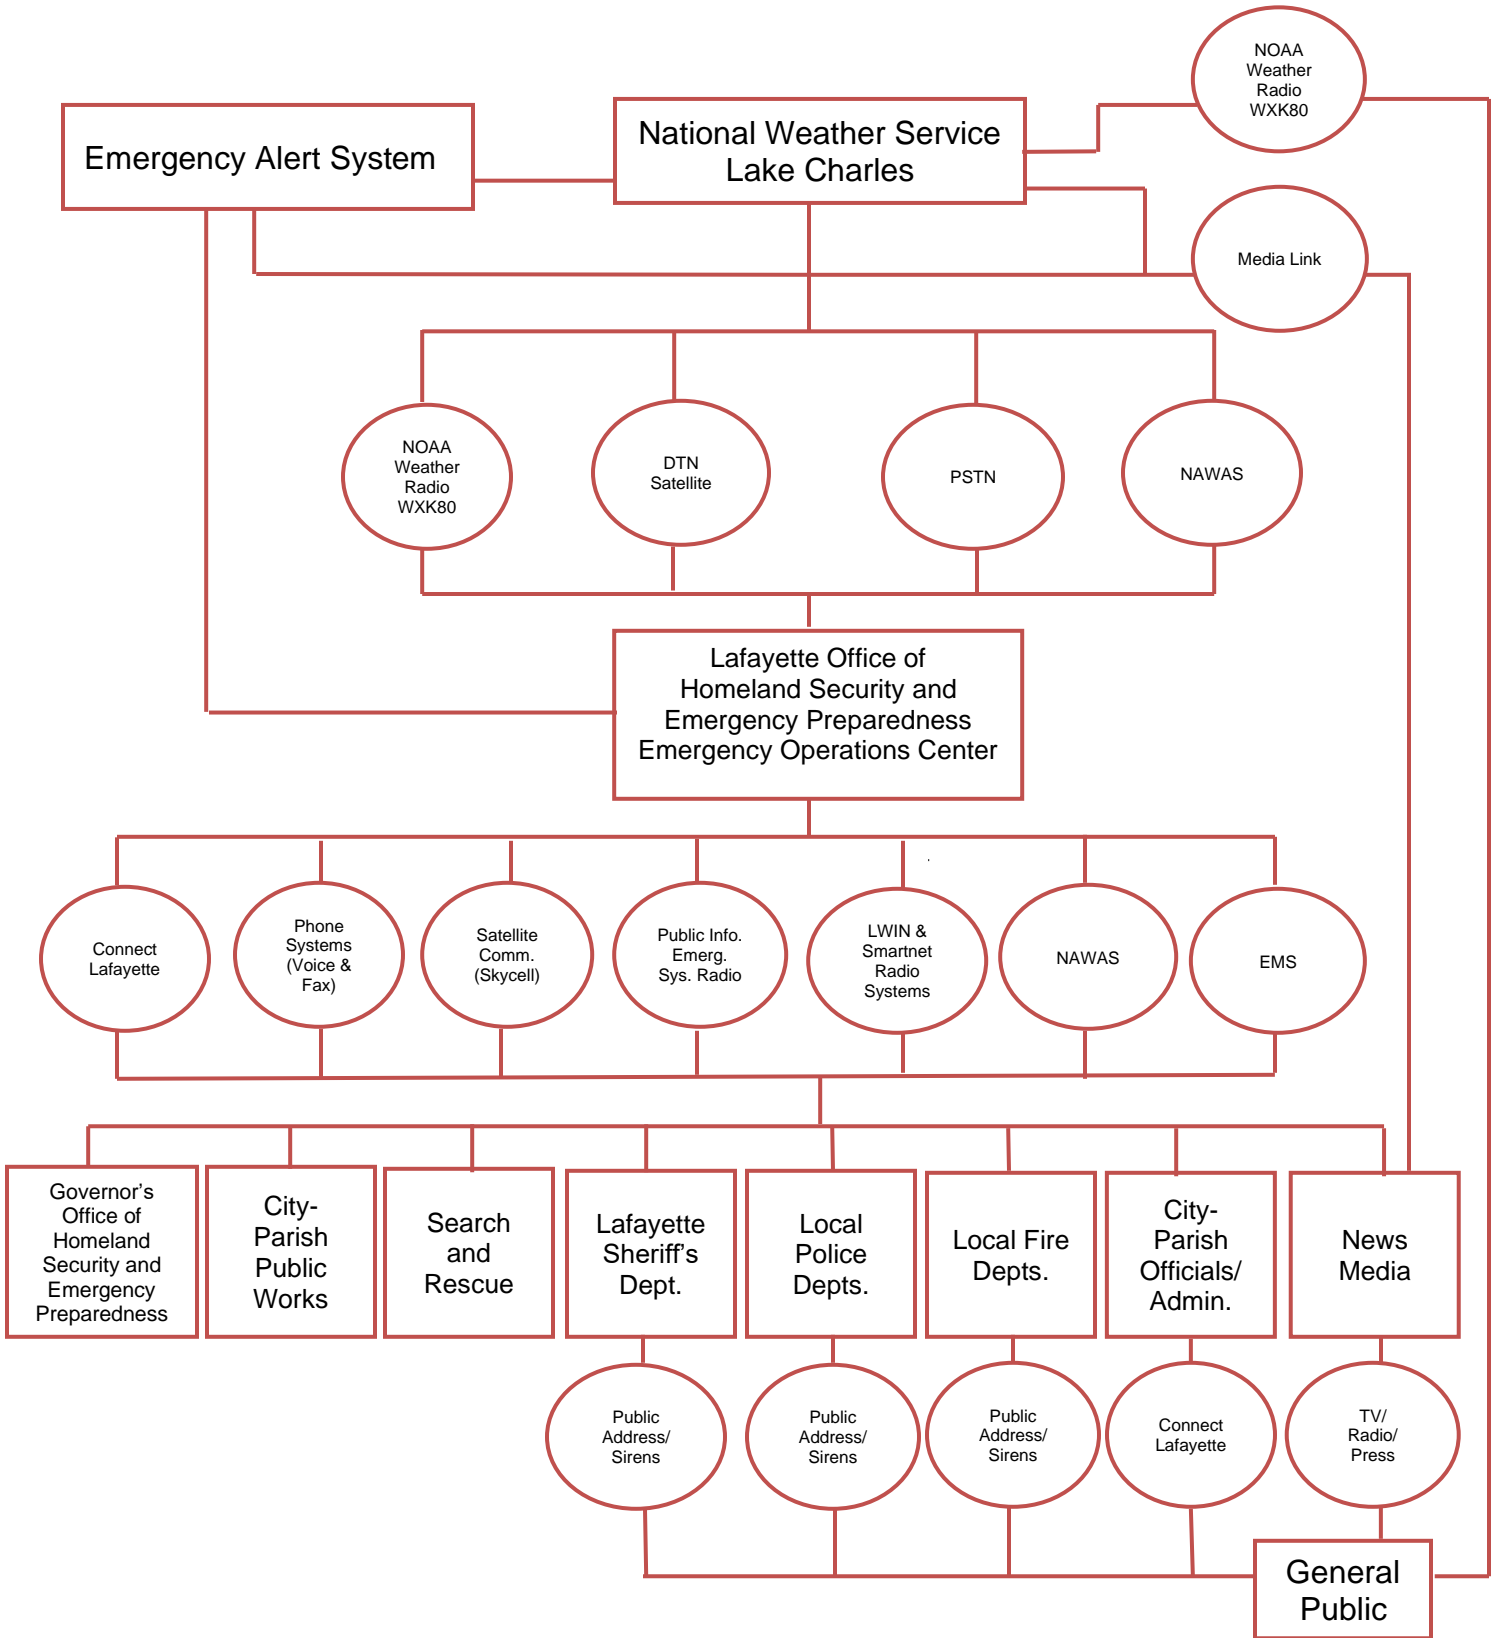 NOAA
Weather
Radio
WXK80
Emergency Alert System
National Weather Service
Lake Charles
Media Link
NOAA
Weather
Radio
WXK80
DTN
Satellite
PSTN
NAWAS
Lafayette Office of
Homeland Security and
Emergency Preparedness
Emergency Operations Center
Connect
Lafayette
Phone
Systems
(Voice &
Fax)
Satellite
Comm.
(Skycell)
Public Info.
Emerg.
Sys. Radio
LWIN &
Smartnet
Radio
Systems
NAWAS
EMS
Governor’s
Office of
Homeland
Security and
Emergency
Preparedness
City-
Parish
Public
Works
Search
and
Rescue
Lafayette
Sheriff’s
Dept.
Local
Police
Depts.
Local Fire
Depts.
City-
Parish
Officials/
Admin.
News
Media
Public
Address/
Sirens
Public
Address/
Sirens
Public
Address/
Sirens
Connect
Lafayette
TV/
Radio/
Press
General
Public